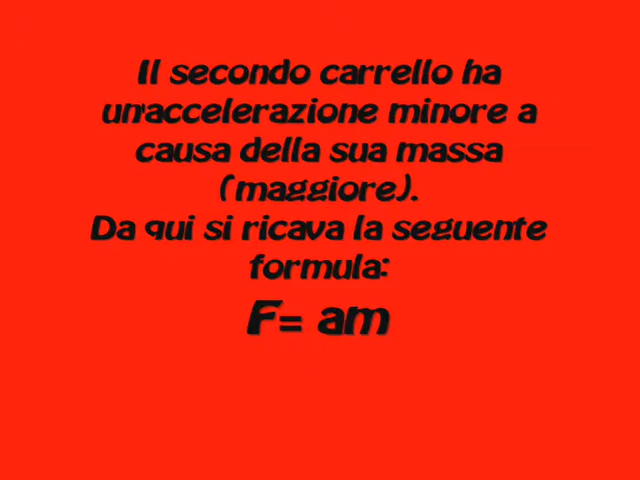 Il secondo carrello ha
un'accelerazione minore a
causa della sua massa
(maggiore).
Da qui si ricava la seguente
formula:
F= am